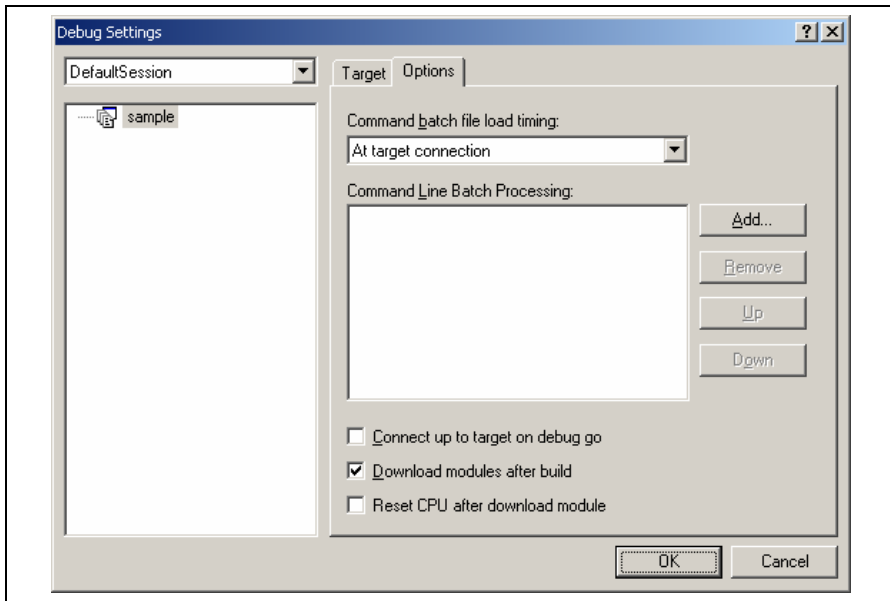 Debug Settings
DefaultSession
sample
Target
Options
Command batch file load timing:
At target connection
Command Line Batch Processing:
Add...
Remove
Up
Down
Connect up to target on debug go
Download modules after build
Reset CPU after download module
OK
Cancel